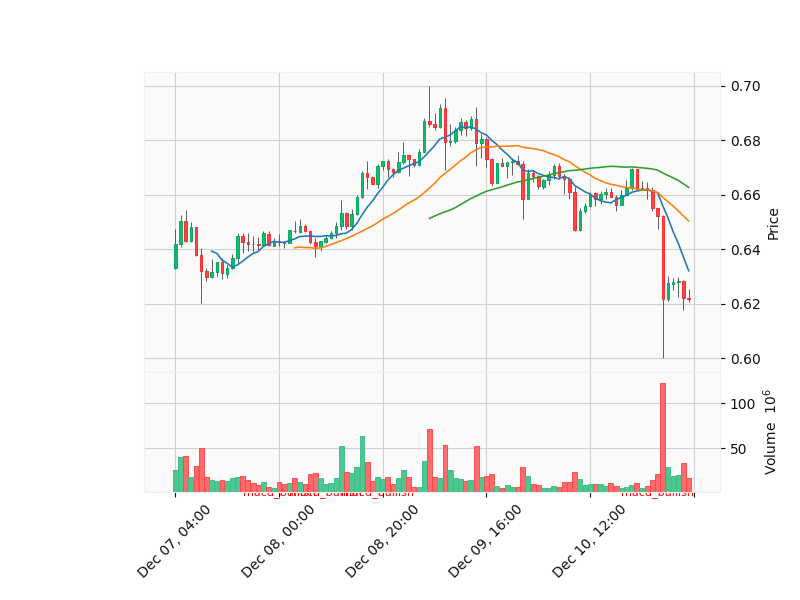 0.70
0.68
0.66
0.64
0.62
0.60
Price
100
50
Volume 10^6
macd_bullish
Dec 07, 04:00
Dec 08, 00:00
Dec 08, 20:00
Dec 09, 16:00
Dec 10, 12:00